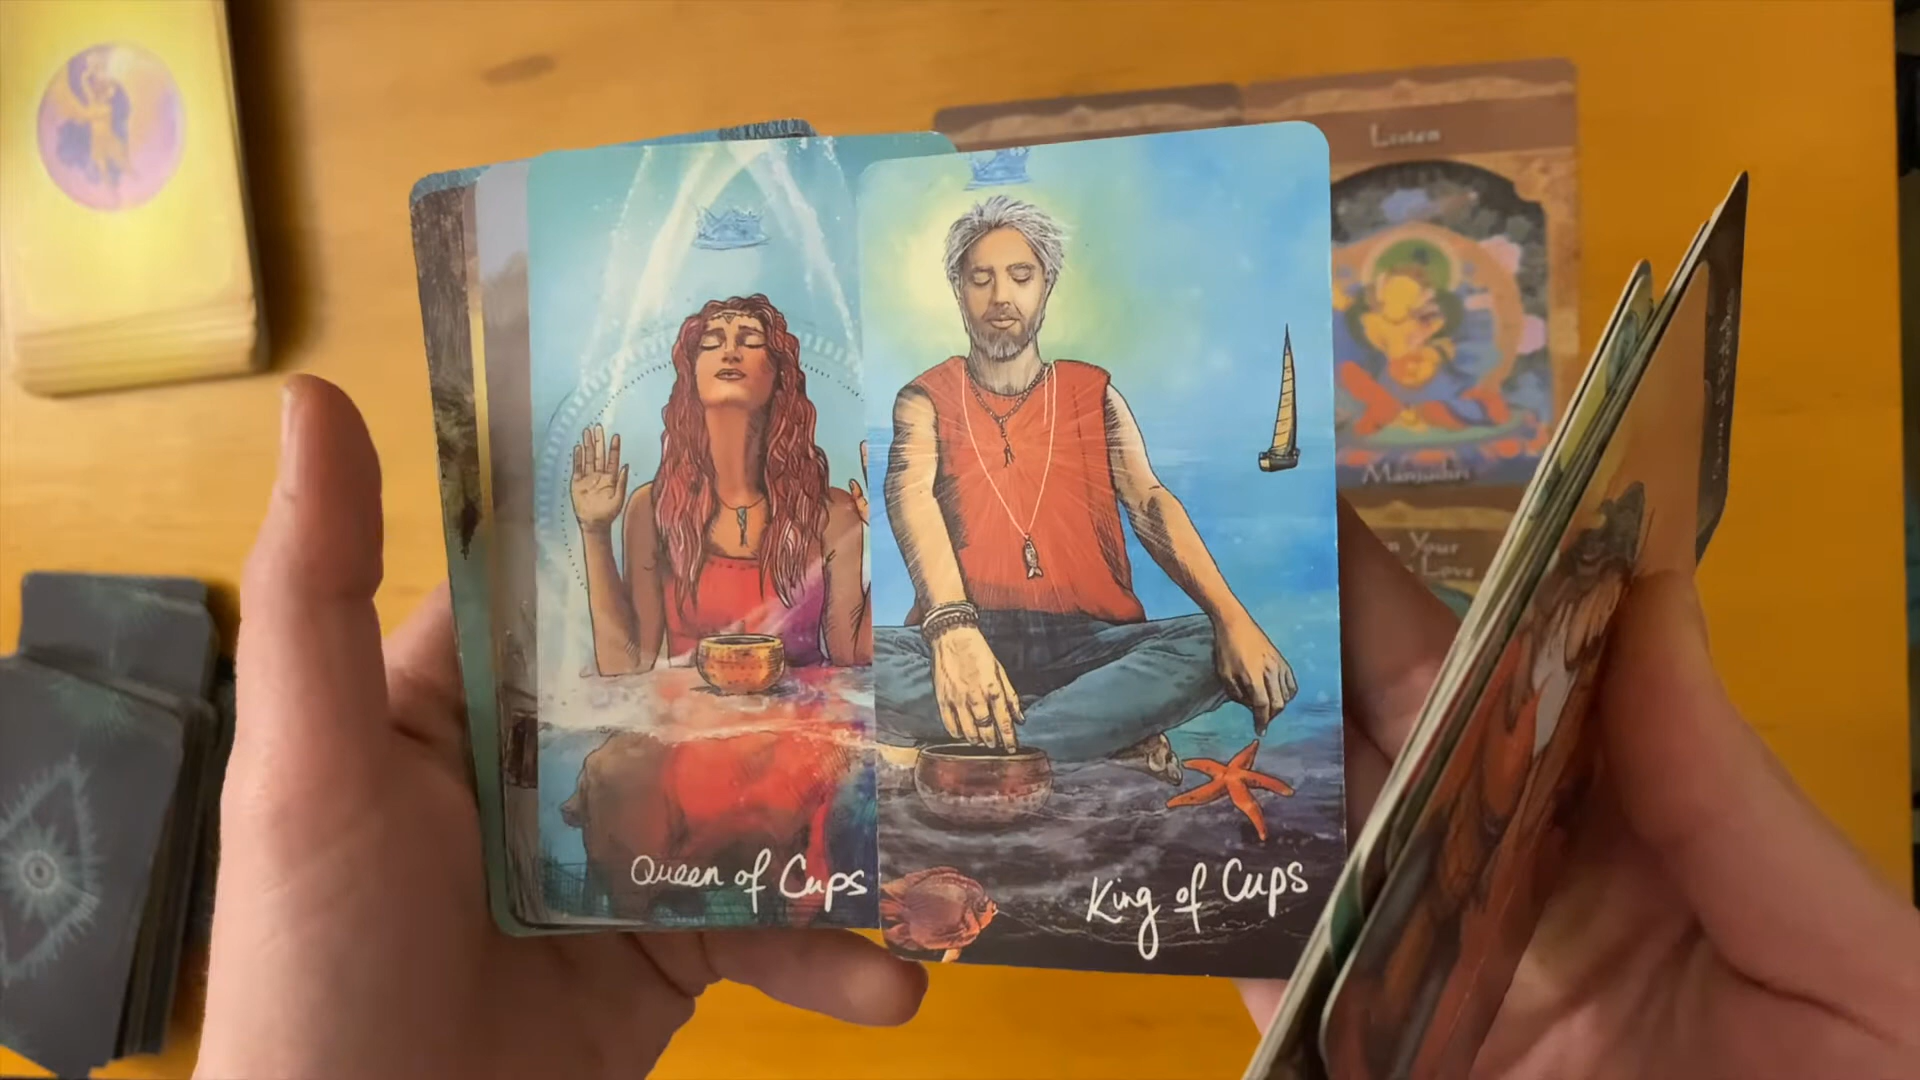 Listen
Manjushri
Your
Love
Queen of Cups
King of Cups